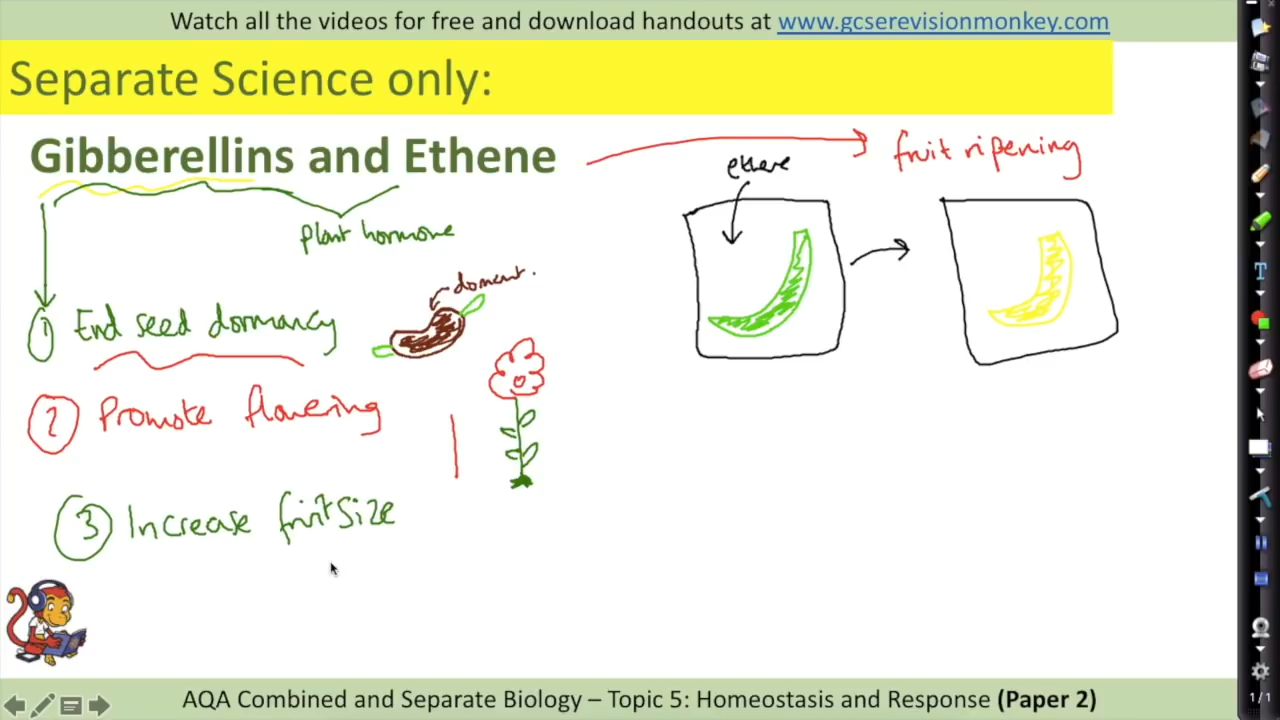 Watch all the videos for free and download handouts at www.gcserevisionmonkey.com
Separate Science only:
Gibberellins and Ethene
fruit ripening
ethene
Plant hormone
dormant.
① End seed dormancy
② Promote flowering
③ Increase fruit size
AQA Combined and Separate Biology – Topic 5: Homeostasis and Response (Paper 2)
1/1